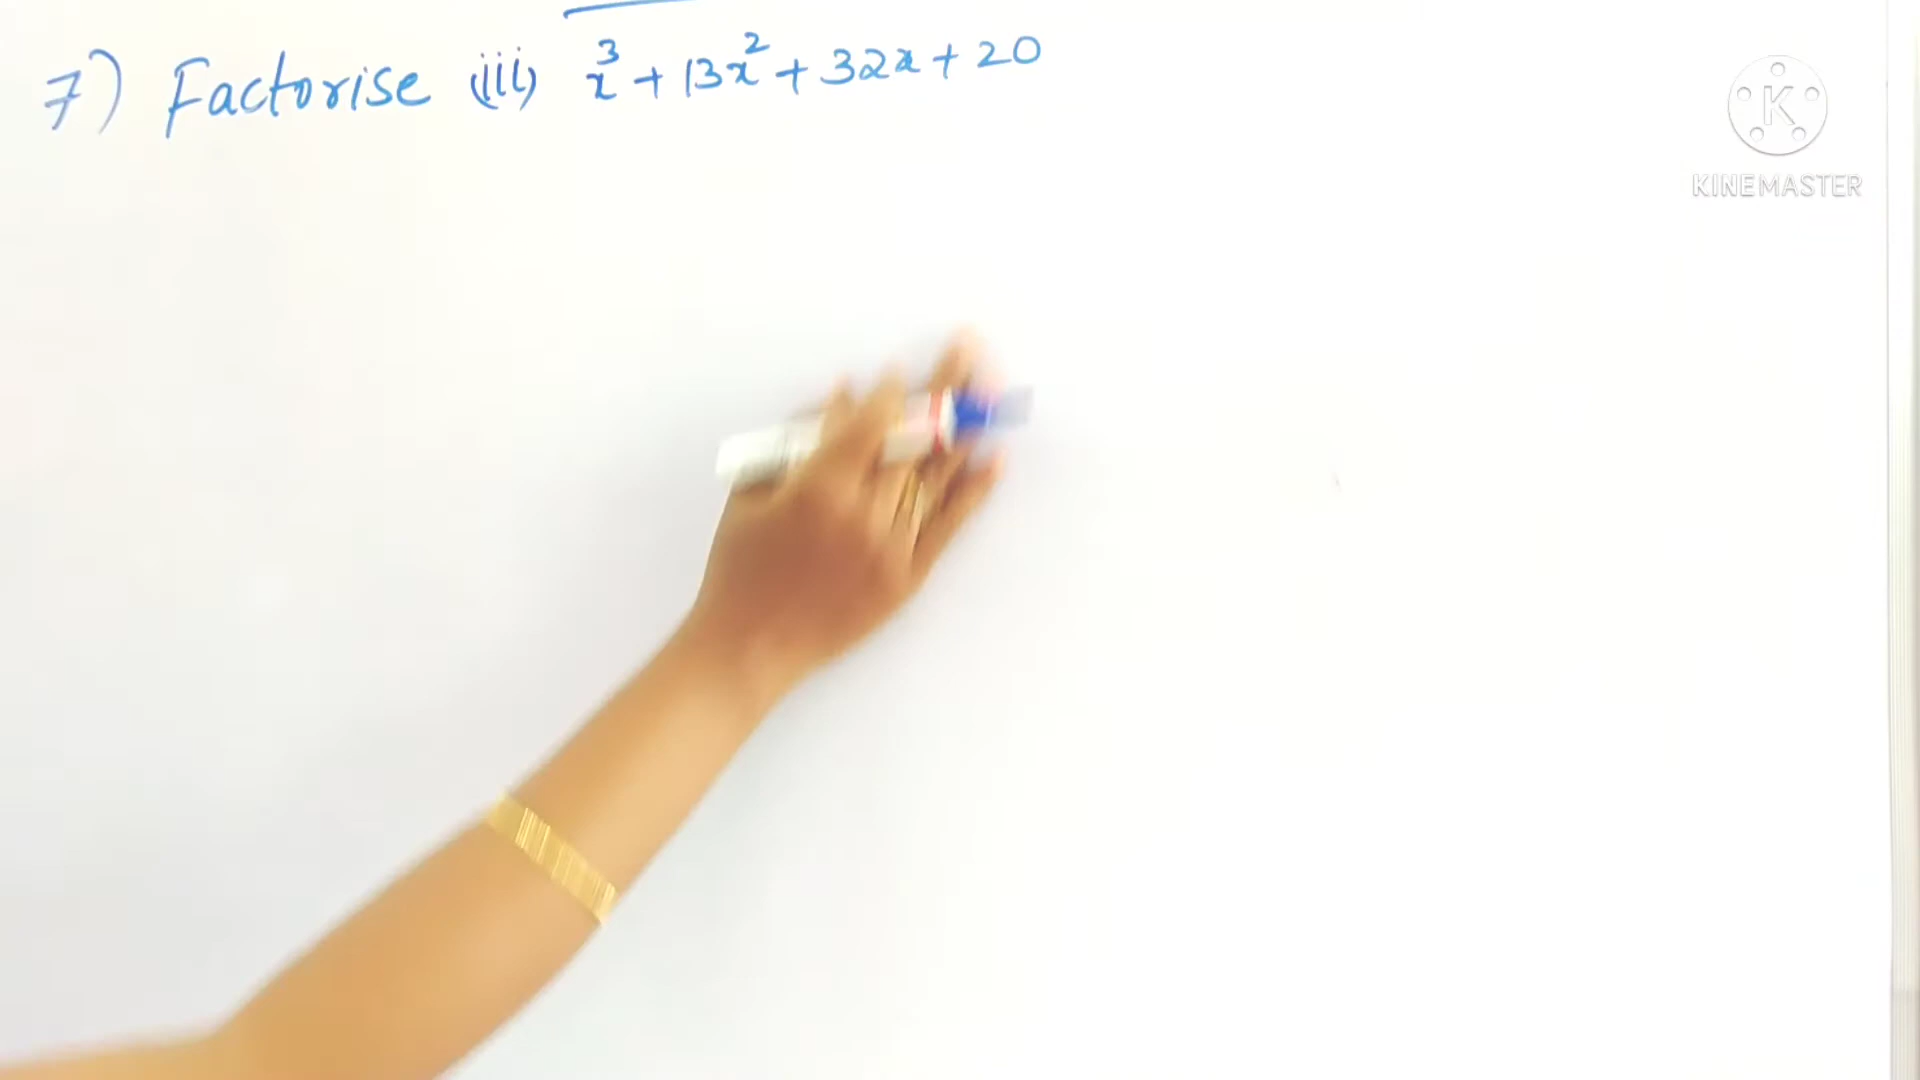 7) Factorise (iii) x³ + 13x² + 32x + 20
K
KINEMASTER